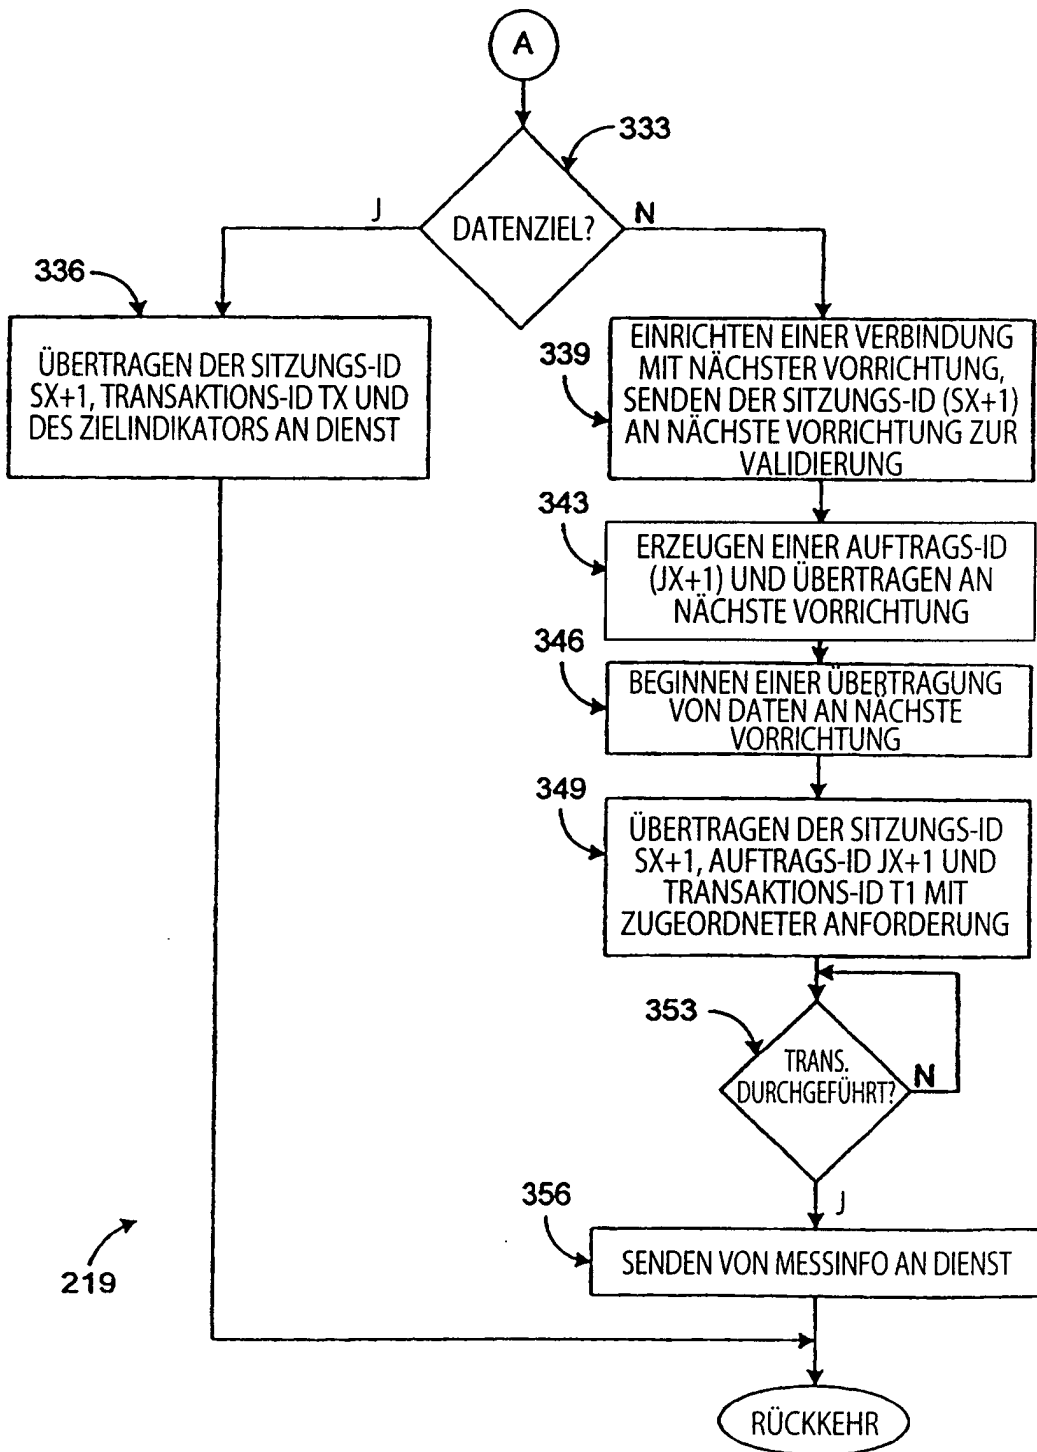 A
333
DATENZIEL?
J
N
336
ÜBERTRAGEN DER SITZUNGS-ID
SX+1, TRANSAKTIONS-ID TX UND
DES ZIELINDIKATORS AN DIENST
339
EINRICHTEN EINER VERBINDUNG
MIT NÄCHSTER VORRICHTUNG,
SENDEN DER SITZUNGS-ID (SX+1)
AN NÄCHSTE VORRICHTUNG ZUR
VALIDIERUNG
343
ERZEUGEN EINER AUFTRAGS-ID
(JX+1) UND ÜBERTRAGEN AN
NÄCHSTE VORRICHTUNG
346
BEGINNEN EINER ÜBERTRAGUNG
VON DATEN AN NÄCHSTE
VORRICHTUNG
349
ÜBERTRAGEN DER SITZUNGS-ID
SX+1, AUFTRAGS-ID JX+1 UND
TRANSAKTIONS-ID T1 MIT
ZUGEORDNETER ANFORDERUNG
353
TRANS.
DURCHGEFÜHRT?
N
J
356
SENDEN VON MESSINFO AN DIENST
219
RÜCKKEHR